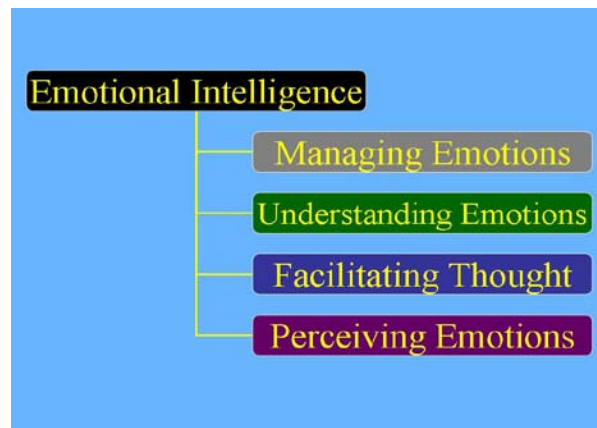 Emotional Intelligence
Managing Emotions
Understanding Emotions
Facilitating Thought
Perceiving Emotions